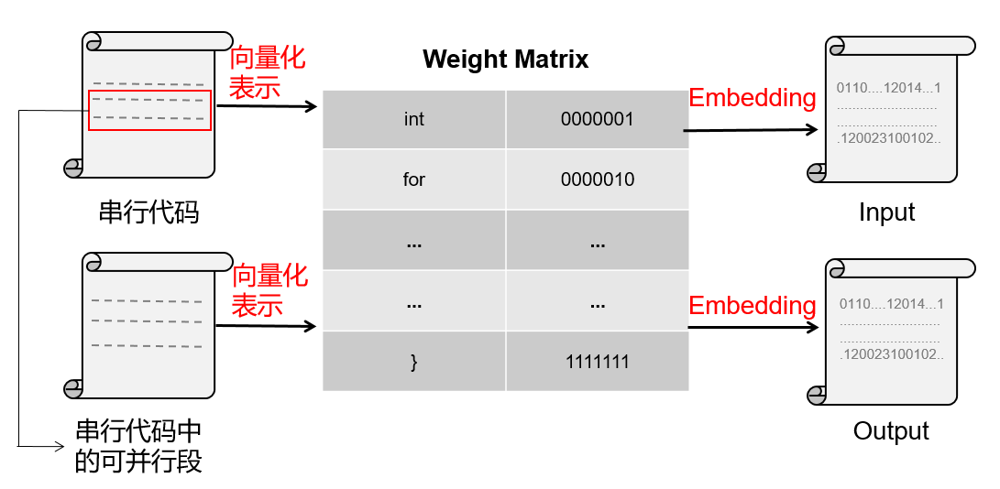 向量化
表示
串行代码
向量化
表示
串行代码中
的可并行段
Weight Matrix
int 0000001
for 0000010
... ...
... ...
} 1111111
Embedding
0110....12014...1
..........................
..........................
.120023100102..
Input
Embedding
0110....12014...1
..........................
..........................
.120023100102..
Output